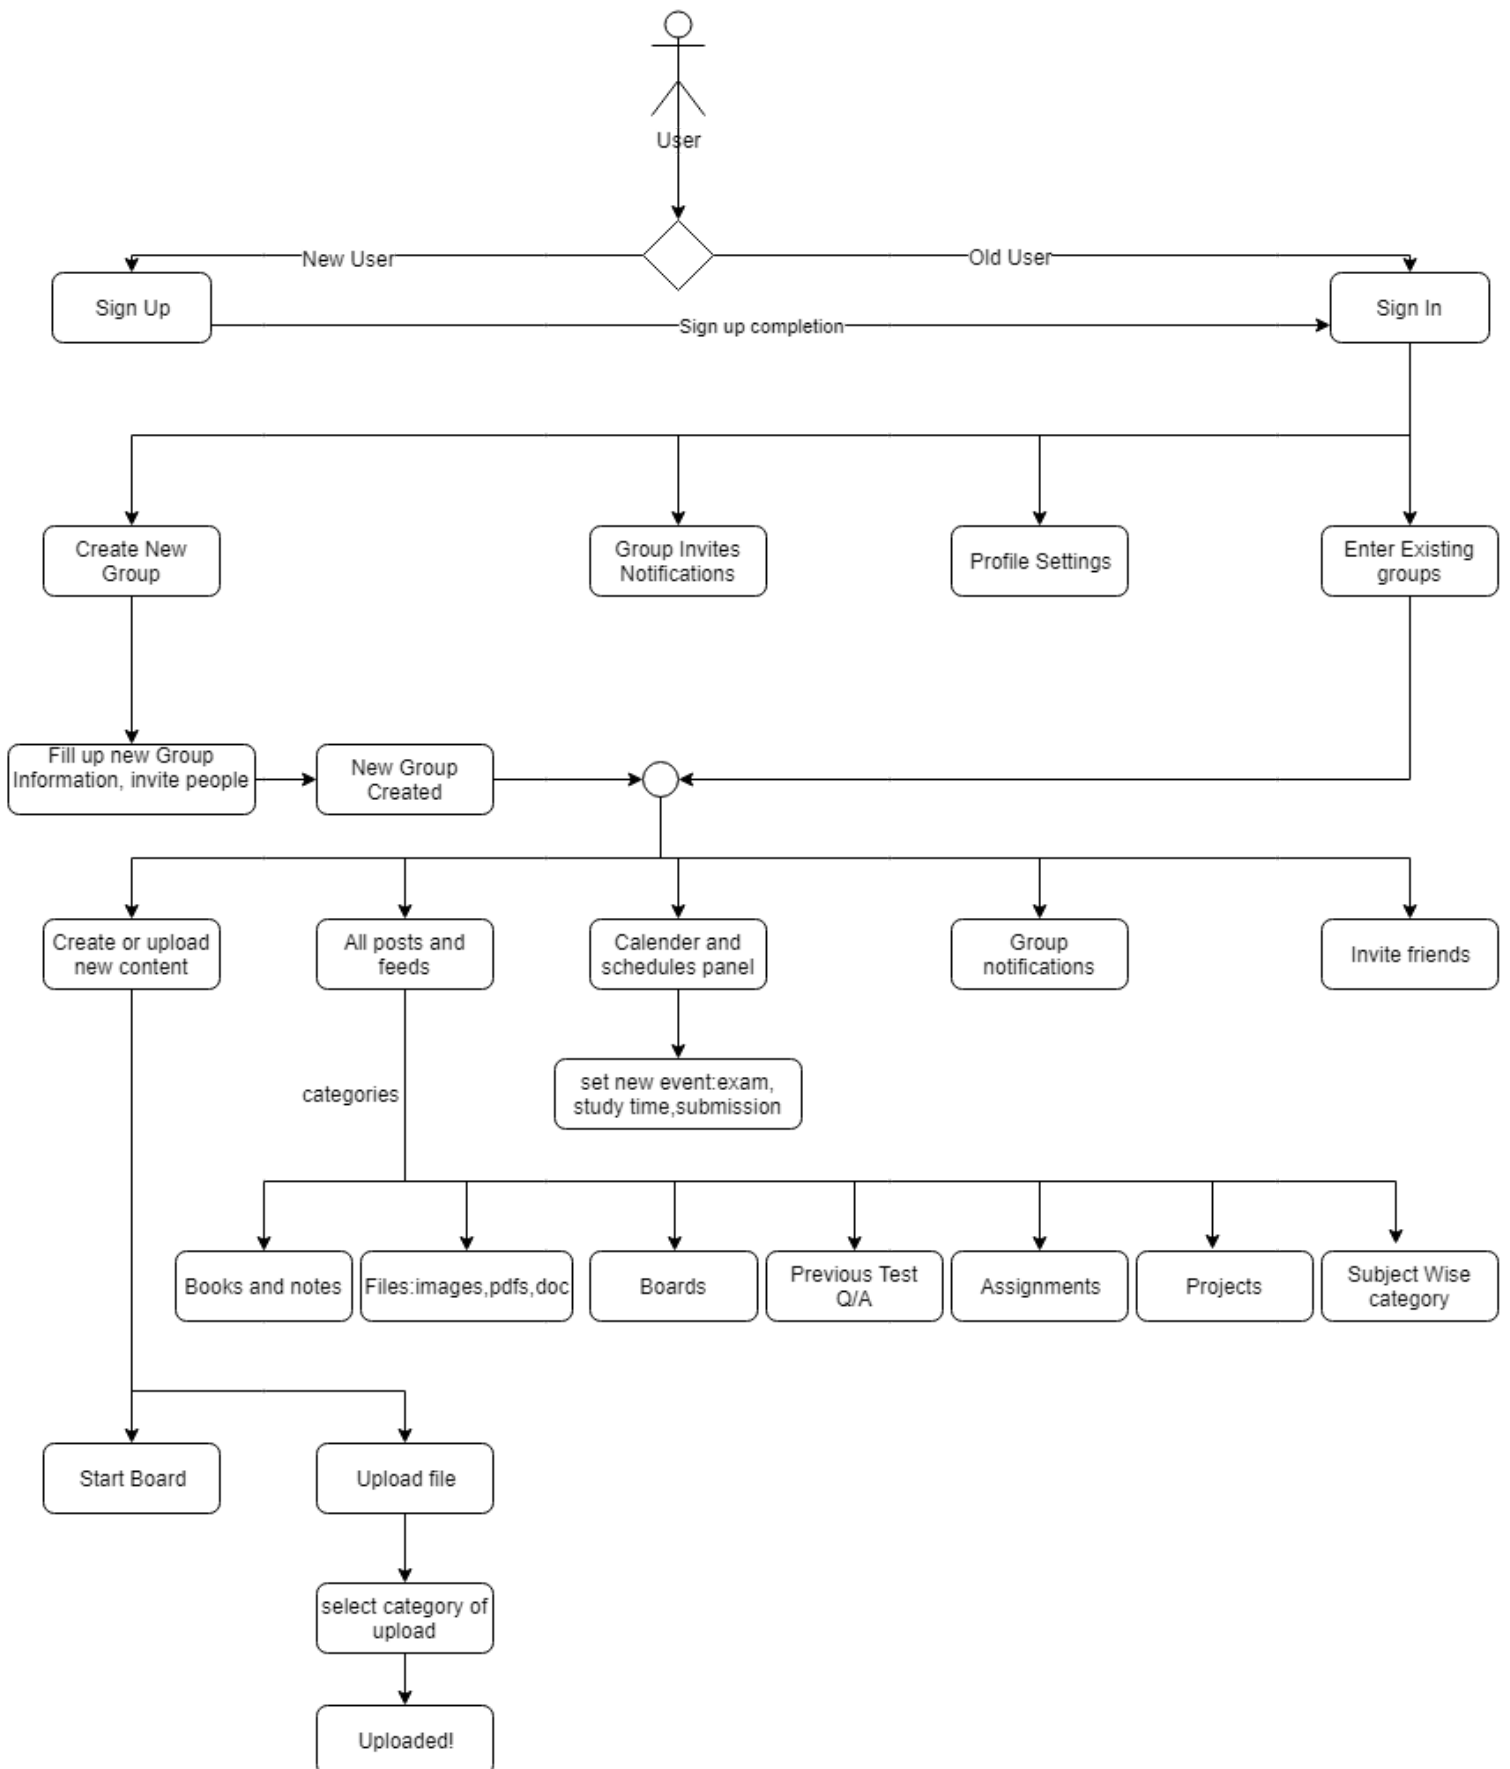 User
New User
Old User
Sign Up
Sign In
Sign up completion
Create New
Group
Group Invites
Notifications
Profile Settings
Enter Existing
groups
Fill up new Group
Information, invite people
New Group
Created
Create or upload
new content
All posts and
feeds
Calender and
schedules panel
Group
notifications
Invite friends
set new event:exam,
study time,submission
categories
Books and notes
Files:images,pdfs,doc
Boards
Previous Test
Q/A
Assignments
Projects
Subject Wise
category
Start Board
Upload file
select category of
upload
Uploaded!